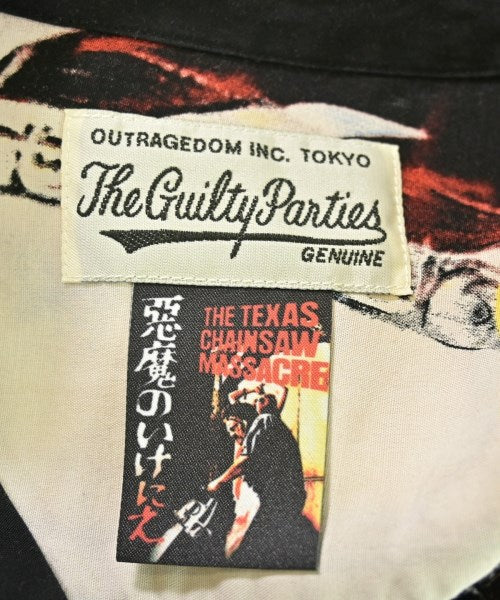 OUTRAGEDOM INC. TOKYO
The Guilty Parties
GENUINE
悪魔のいけにえ
THE TEXAS
CHAINSAW
MASSACRE